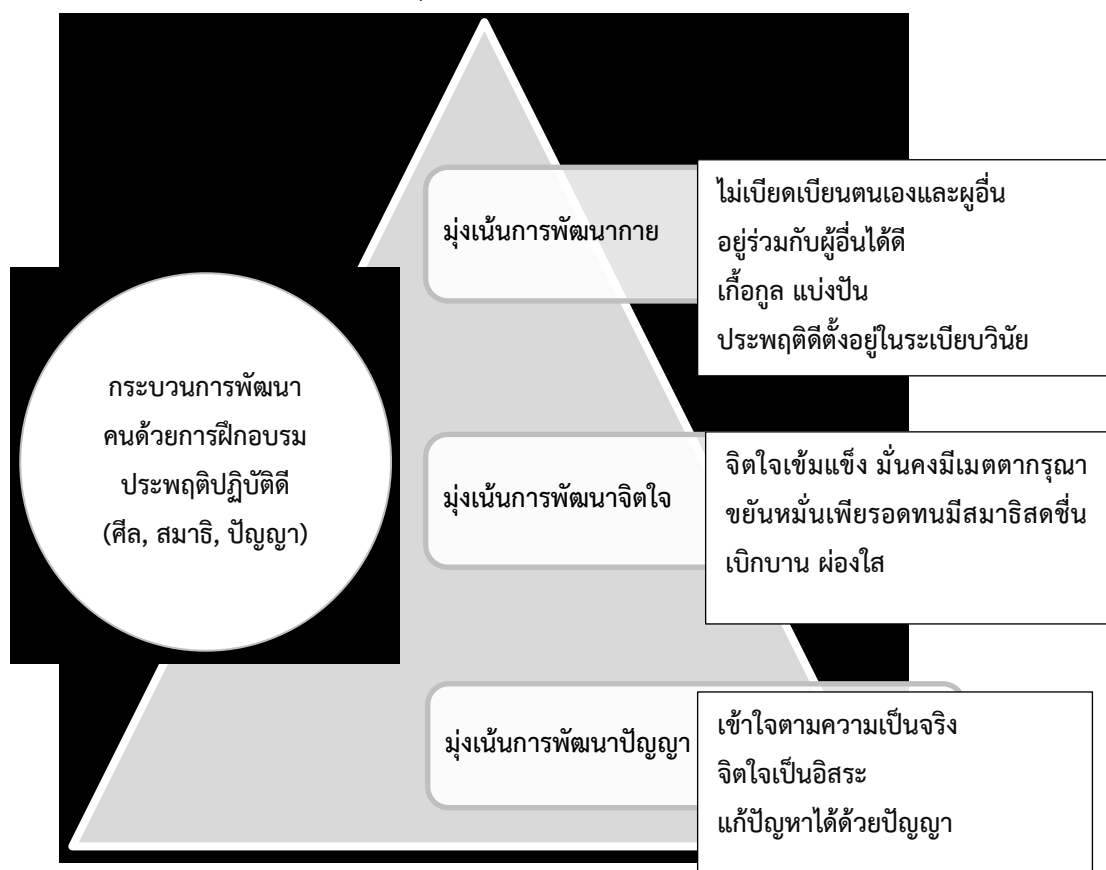 มุ่งเน้นการพัฒนากาย
ไม่เบียดเบียนตนเองและผู้อื่น
อยู่ร่วมกับผู้อื่นได้ดี
เกื้อกูล แบ่งปัน
ประพฤติดีตั้งอยู่ในระเบียบวินัย
กระบวนการพัฒนา
คนด้วยการฝึกอบรม
ประพฤติปฏิบัติดี
(ศีล, สมาธิ, ปัญญา)
มุ่งเน้นการพัฒนาจิตใจ
จิตใจเข้มแข็ง มั่นคงมีเมตตากรุณา
ขยันหมั่นเพียรอดทนมีสมาธิสดชื่น
เบิกบาน ผ่องใส
มุ่งเน้นการพัฒนาปัญญา
เข้าใจตามความเป็นจริง
จิตใจเป็นอิสระ
แก้ปัญหาได้ด้วยปัญญา